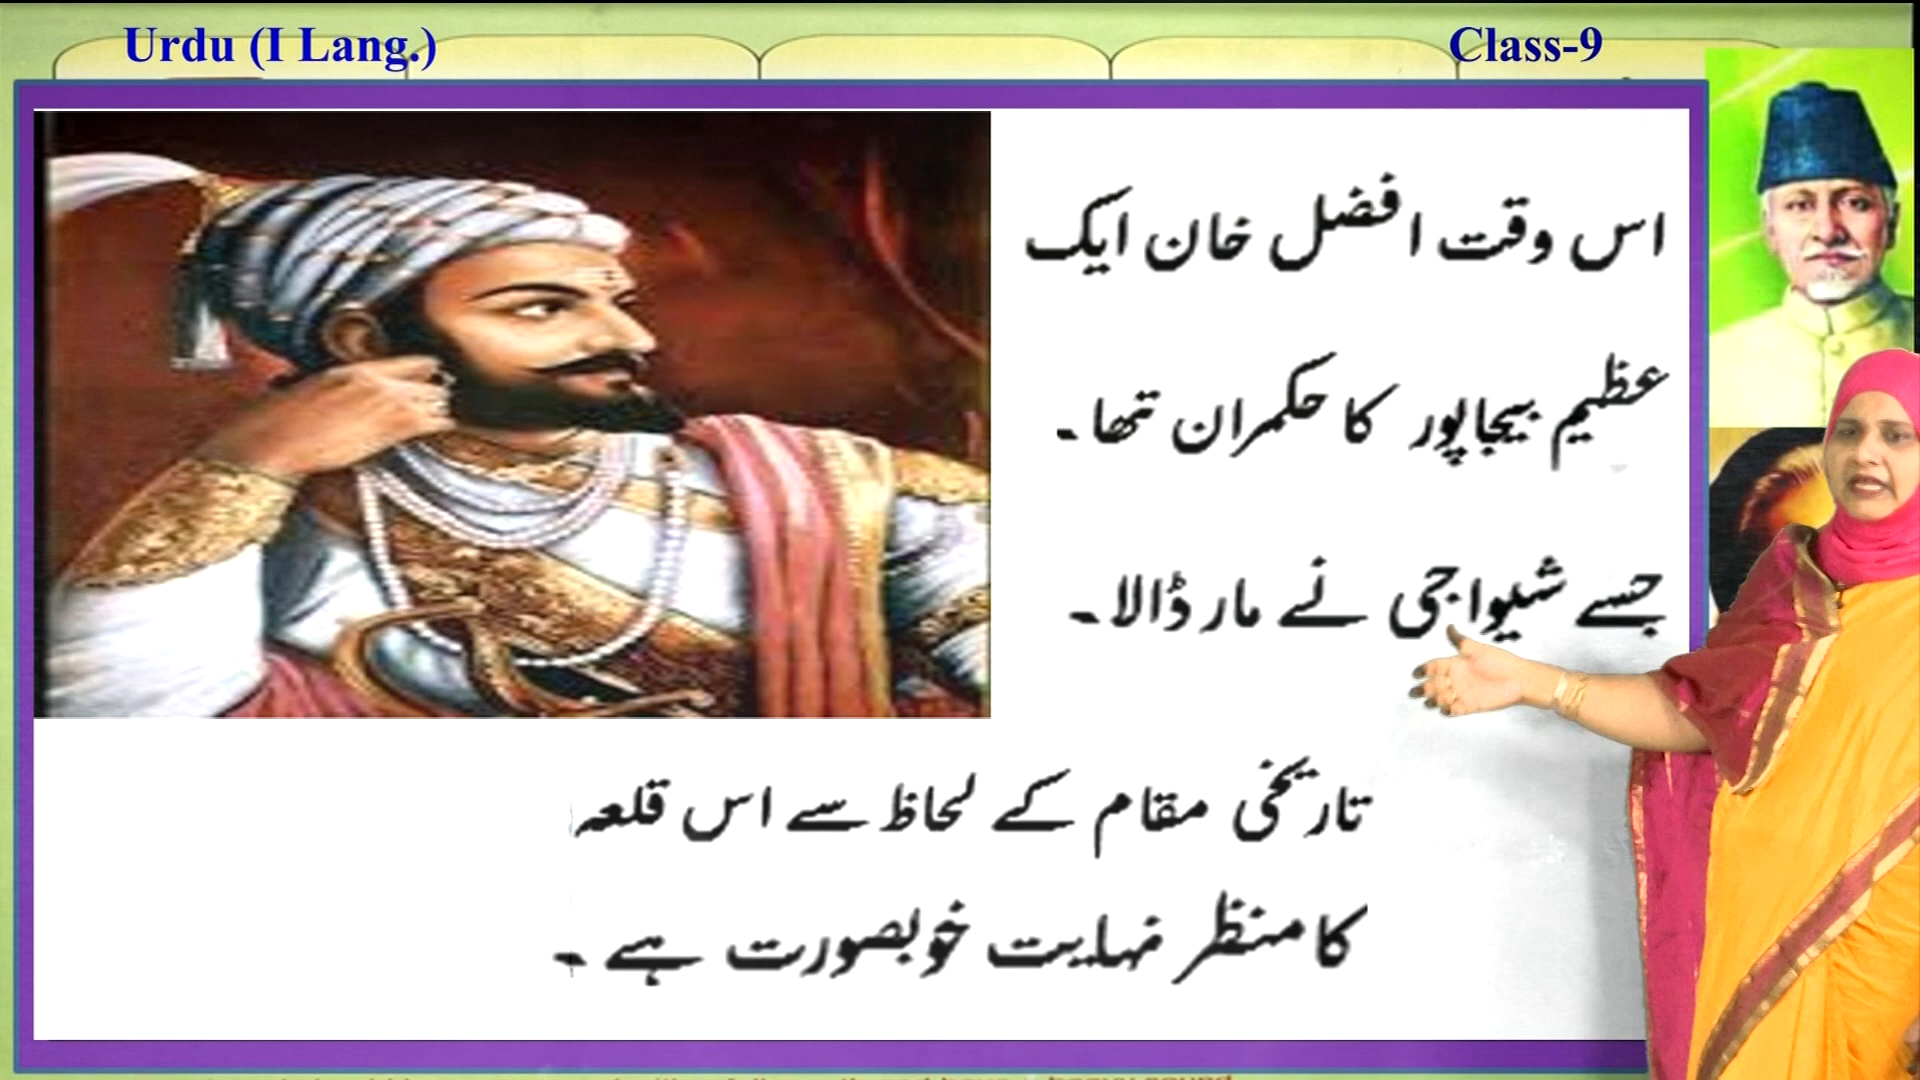 Urdu (I Lang.)
Class-9
اس وقت افضل خان ایک
عظیم بیجاپور کا حکمران تھا۔
جسے شیواجی نے مار ڈالا۔
تاریخی مقام کے لحاظ سے اس قلعہ
کا منظر نہایت خوبصورت ہے۔